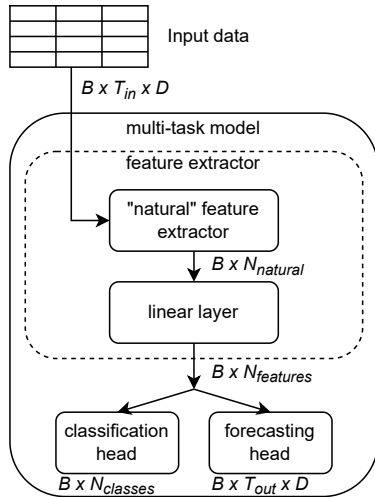 Input data
B x T_in x D
multi-task model
feature extractor
"natural" feature
extractor
B x N_natural
linear layer
B x N_features
classification
head
forecasting
head
B x N_classes
B x T_out x D